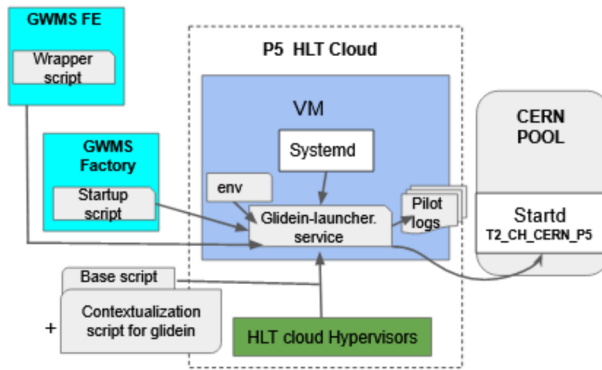 GWMS FE
Wrapper
script
P5 HLT Cloud
VM
CERN
POOL
GWMS
Factory
Systemd
env
Startup
script
Glidein-launcher.
service
Pilot
logs
Startd
T2_CH_CERN_P5
Base script
+
Contextualization
script for glidein
HLT cloud Hypervisors